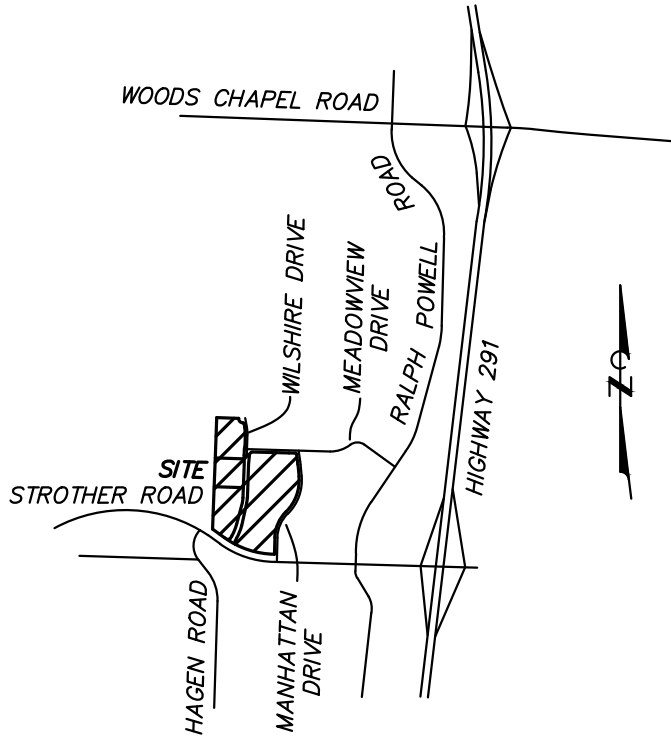 WOODS CHAPEL ROAD
ROAD
WILSHIRE DRIVE
MEADOWVIEW
DRIVE
RALPH POWELL
HIGHWAY 291
N
SITE
STROTHER ROAD
HAGEN ROAD
MANHATTAN
DRIVE